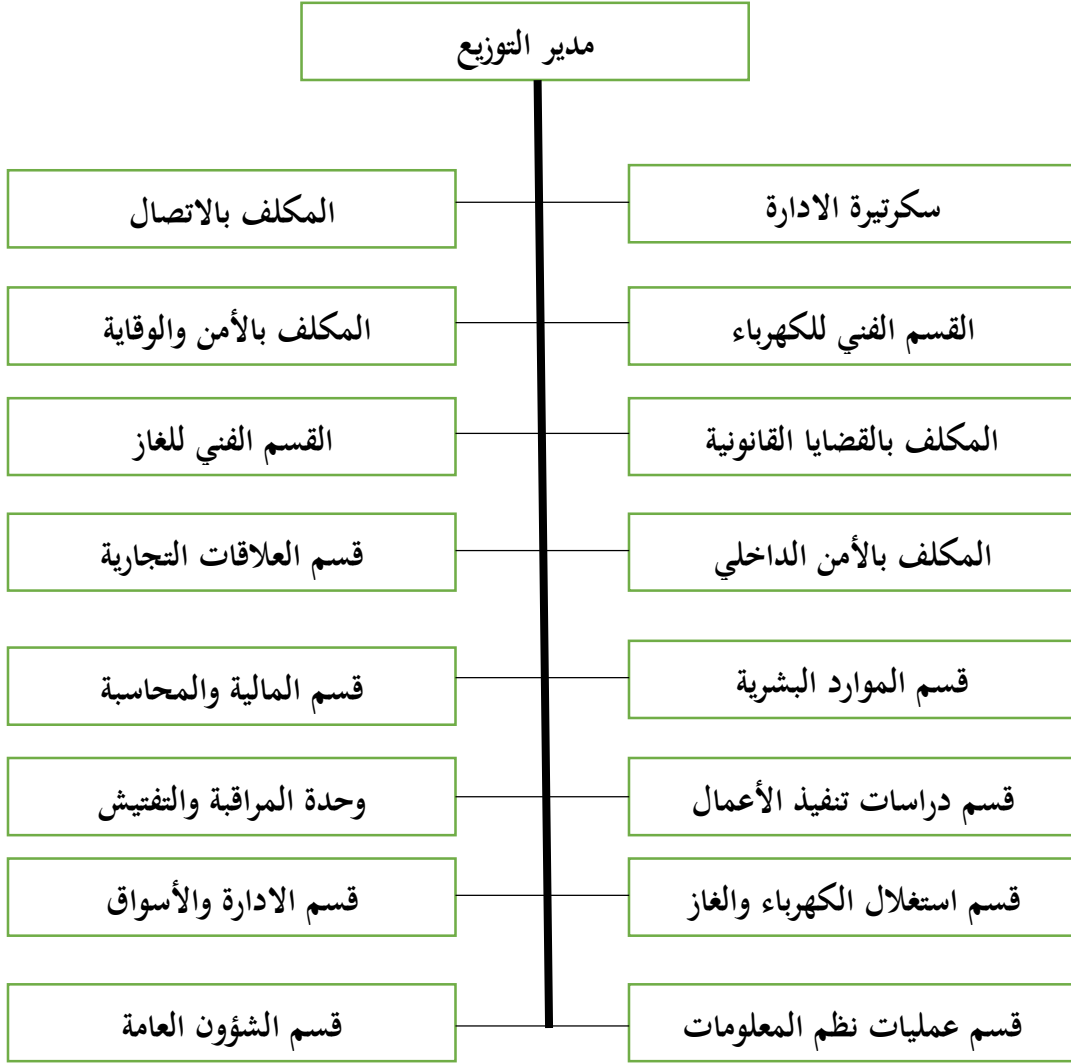 مدير التوزيع
سكرتيرة الادارة
المكلف بالاتصال
القسم الفني للكهرباء
المكلف بالأمن والوقاية
المكلف بالقضايا القانونية
القسم الفني للغاز
المكلف بالأمن الداخلي
قسم العلاقات التجارية
قسم الموارد البشرية
قسم المالية والمحاسبة
قسم دراسات تنفيذ الأعمال
وحدة المراقبة والتفتيش
قسم استغلال الكهرباء والغاز
قسم الادارة والأسواق
قسم عمليات نظم المعلومات
قسم الشؤون العامة